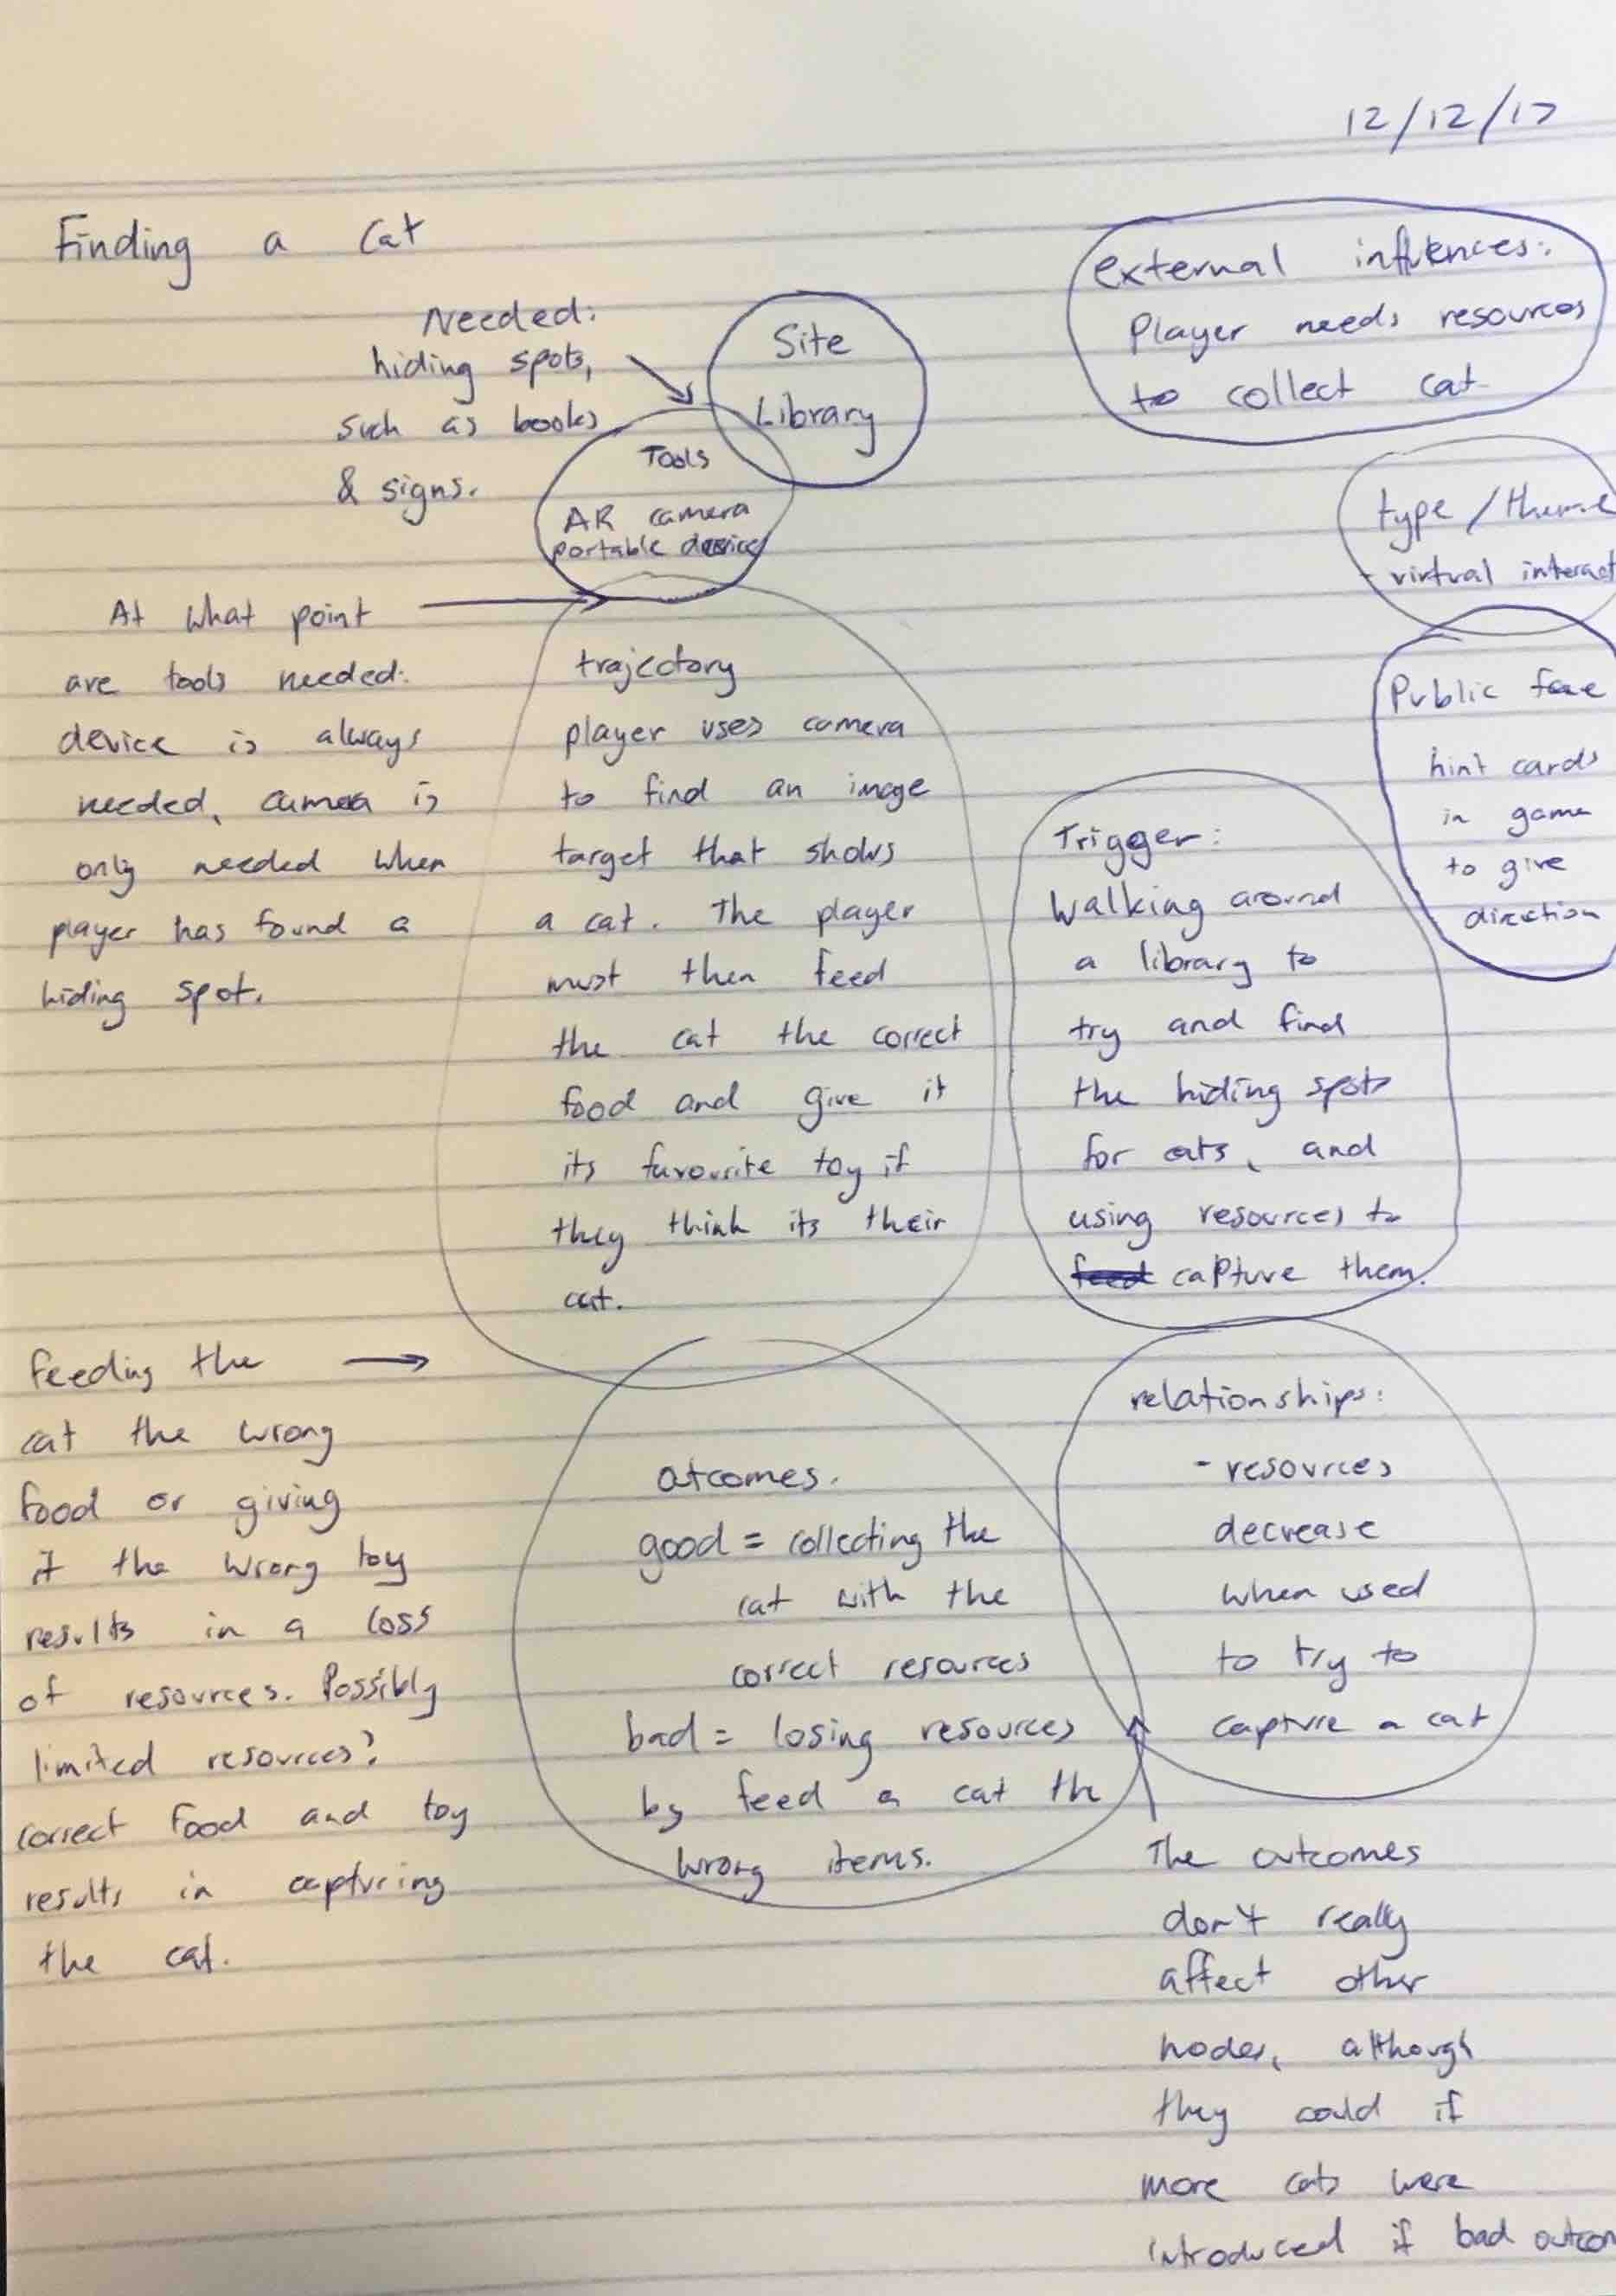 12/12/17
Finding a Cat
Needed:
hiding spots,
such as books
& signs.
Site
Library
external influences:
Player needs resources
to collect cat
Tools
AR camera
portable device
type / theme
- virtual interact
At what point
are tools needed:
device is always
needed, camera is
only needed when
player has found a
hiding spot.
trajectory
player uses camera
to find an image
target that shows
a cat. The player
must then feed
the cat the correct
food and give it
its favourite toy if
they think its their
cat.
Trigger:
Walking around
a library to
try and find
the hiding spots
for cats, and
using resources to
feed capture them.
Public face
hint cards
in game
to give
direction
Feeding the
cat the wrong
food or giving
it the wrong toy
results in a loss
of resources. Possibly
limited resources?
correct food and toy
results in capturing
the cat.
outcomes.
good = collecting the
cat with the
correct resources
bad = losing resources
by feed a cat the
wrong items.
relationships:
- resources
decrease
when used
to try to
capture a cat
The outcomes
don't really
affect other
nodes, although
they could if
more cats were
introduced if bad outcom